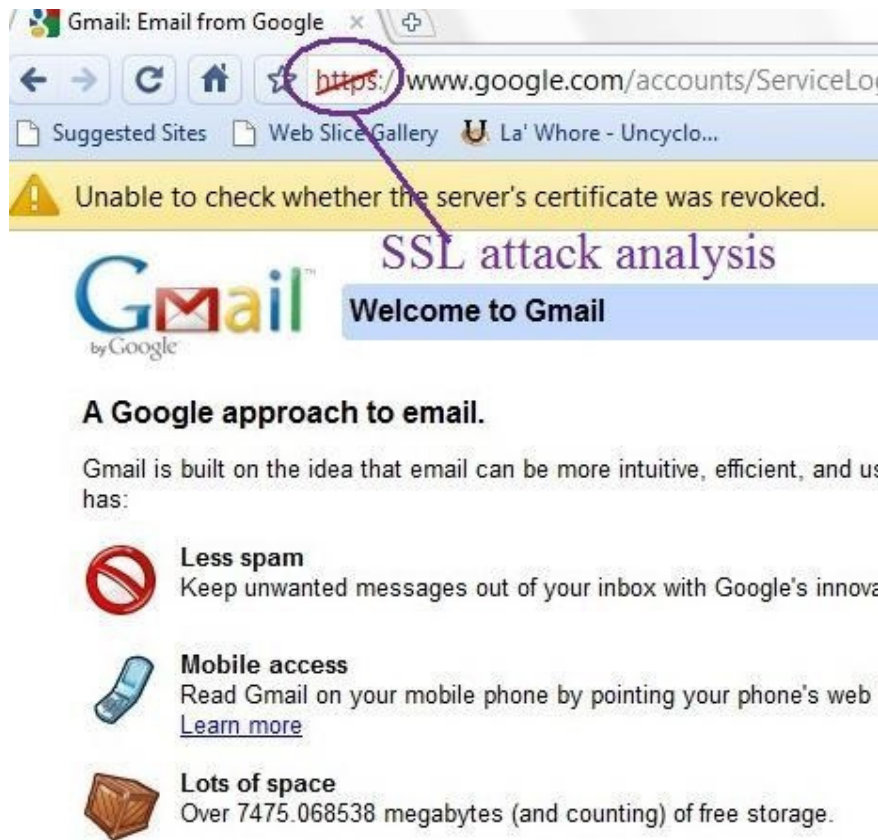 Gmail: Email from Google
https://www.google.com/accounts/ServiceLo
Suggested Sites Web Slice Gallery La' Whore - Uncyclo...
Unable to check whether the server's certificate was revoked.
SSL attack analysis
Gmail™
by Google
Welcome to Gmail
A Google approach to email.
Gmail is built on the idea that email can be more intuitive, efficient, and us
has:
Less spam
Keep unwanted messages out of your inbox with Google's innova
Mobile access
Read Gmail on your mobile phone by pointing your phone's web
Learn more
Lots of space
Over 7475.068538 megabytes (and counting) of free storage.